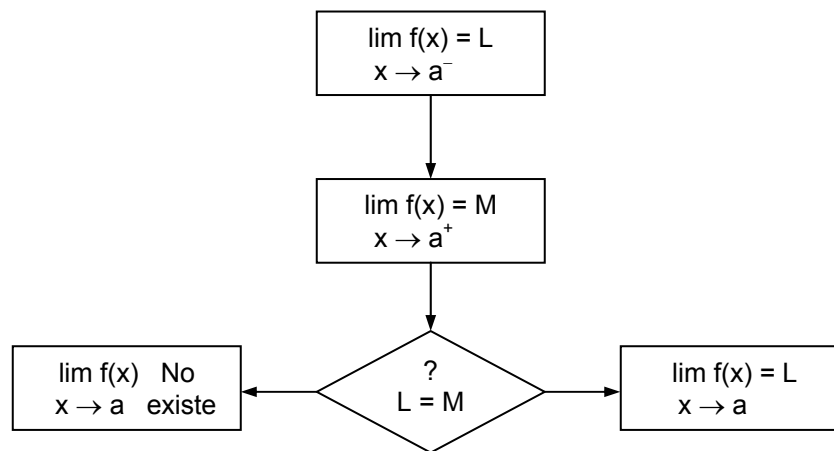 lim f(x) = L
x → a⁻
lim f(x) = M
x → a⁺
lim f(x) No
x → a existe
?
L = M
lim f(x) = L
x → a